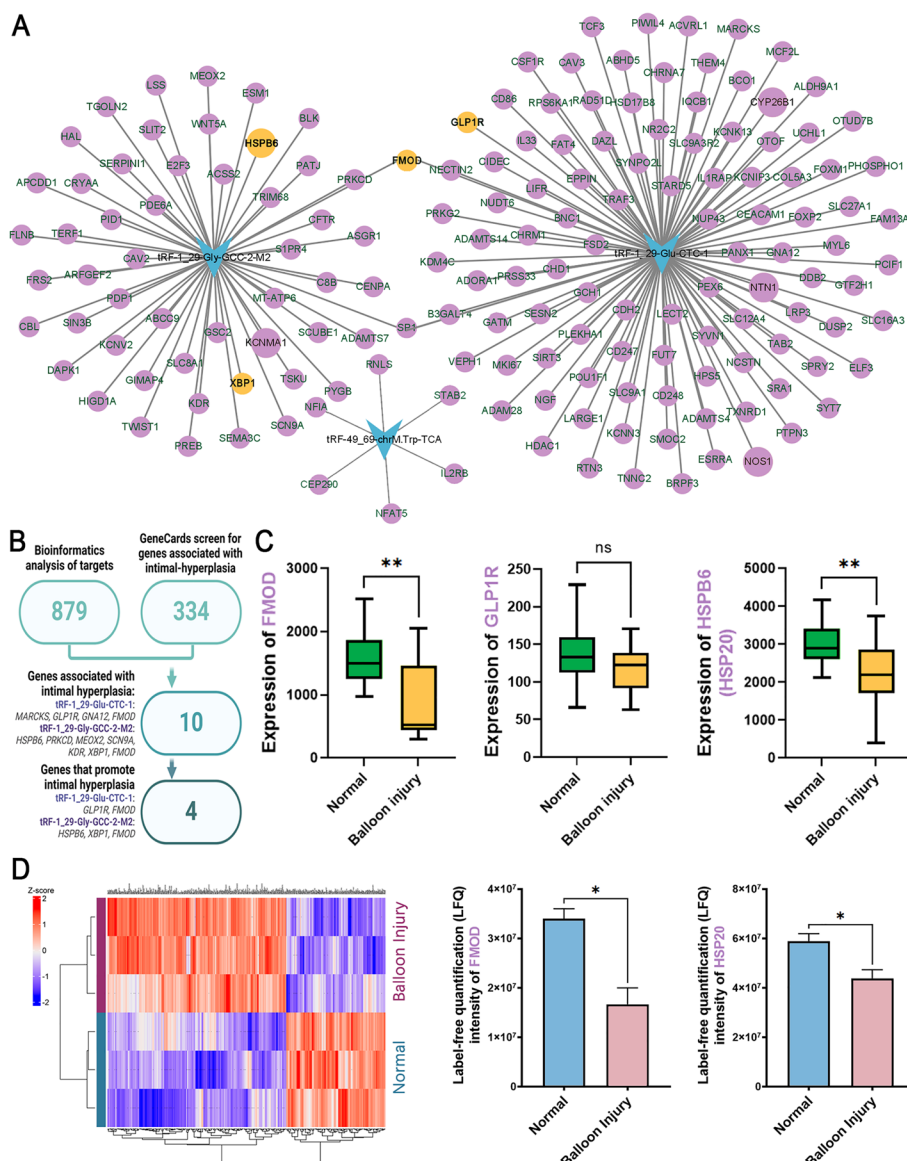 A
TCF3
PIWIL4
ACVRL1
MARCKS
CSF1R
CAV3
ABHD5
CHRNA7
THEM4
MCF2L
BCO1
ALDH9A1
CD86
RPS6KA1
RAD51D
HSD17B8
IQCB1
CYP26B1
GLP1R
IL33
FAT4
DAZL
NR2C2
SLC9A3R2
KCNK13
OTOF
UCHL1
OTUD7B
FMOD
NECTIN2
CIDEC
EPPIN
SYNPO2L
STARD5
IL1RAP
KCNIP3
COL5A3
FOXM1
PHOSPHO1
NUDT6
LIFR
TRAF3
PRKG2
BNC1
NUP43
CEACAM1
FOXP2
SLC27A1
FAM13A
ADAMTS14
CHRM1
FSD2
tRF-1_29-Glu-CTC-1
PANX1
GNA12
MYL6
KDM4C
ADORA1
PRSS33
CHD1
PEX6
NTN1
DDB2
PCIF1
GTF2H1
GCH1
B3GALT4
SP1
GATM
SESN2
CDH2
LECT2
SLC12A4
LRP3
DUSP2
SLC16A3
PLEKHA1
SYVN1
TAB2
VEPH1
MKI67
SIRT3
CD247
FUT7
NCSTN
SPRY2
ELF3
POU1F1
HPS5
SRA1
ADAM28
NGF
SLC9A1
CD248
TXNRD1
SYT7
LARGE1
ADAMTS4
PTPN3
HDAC1
KCNN3
SMOC2
ESRRA
NOS1
RTN3
TNNC2
BRPF3
LSS
MEOX2
ESM1
TGOLN2
BLK
SLIT2
WNT5A
HSPB6
HAL
SERPINI1
E2F3
ACSS2
PATJ
PRKCD
APCDD1
CRYAA
PDE6A
TRIM68
CFTR
FLNB
TERF1
PID1
S1PR4
ASGR1
CAV2
tRF-1_29-Gly-GCC-2-M2
FRS2
ARFGEF2
C8B
CENPA
PDP1
MT-ATP6
CBL
SIN3B
ABCC9
GSC2
SCUBE1
ADAMTS7
KCNV2
KCNMA1
DAPK1
GIMAP4
SLC8A1
XBP1
TSKU
PYGB
RNLS
HIGD1A
KDR
NFIA
STAB2
TWIST1
SEMA3C
SCN9A
PREB
tRF-49_69-chrM.Trp-TCA
CEP290
IL2RB
NFAT5
B
Bioinformatics
analysis of targets
GeneCards screen for
genes associated with
intimal-hyperplasia
879
334
Genes associated with
intimal hyperplasia:
tRF-1_29-Glu-CTC-1:
MARCKS, GLP1R, GNA12, FMOD
tRF-1_29-Gly-GCC-2-M2:
HSPB6, PRKCD, MEOX2, SCN9A,
KDR, XBP1, FMOD
10
Genes that promote
intimal hyperplasia
tRF-1_29-Glu-CTC-1:
GLP1R, FMOD
tRF-1_29-Gly-GCC-2-M2:
HSPB6, XBP1, FMOD
4
C
Expression of FMOD
3000
2000
1000
0
**
Normal
Balloon injury
Expression of GLP1R
250
200
150
100
50
0
ns
Normal
Balloon injury
Expression of HSPB6
(HSP20)
5000
4000
3000
2000
1000
0
**
Normal
Balloon injury
D
Z-score
2
1
0
-1
-2
Balloon Injury
Normal
Label-free quantification (LFQ)
intensity of FMOD
4×10⁷
3×10⁷
2×10⁷
1×10⁷
0
*
Normal
Balloon Injury
Label-free quantification (LFQ)
intensity of HSP20
8×10⁷
6×10⁷
4×10⁷
2×10⁷
0
*
Normal
Balloon Injury